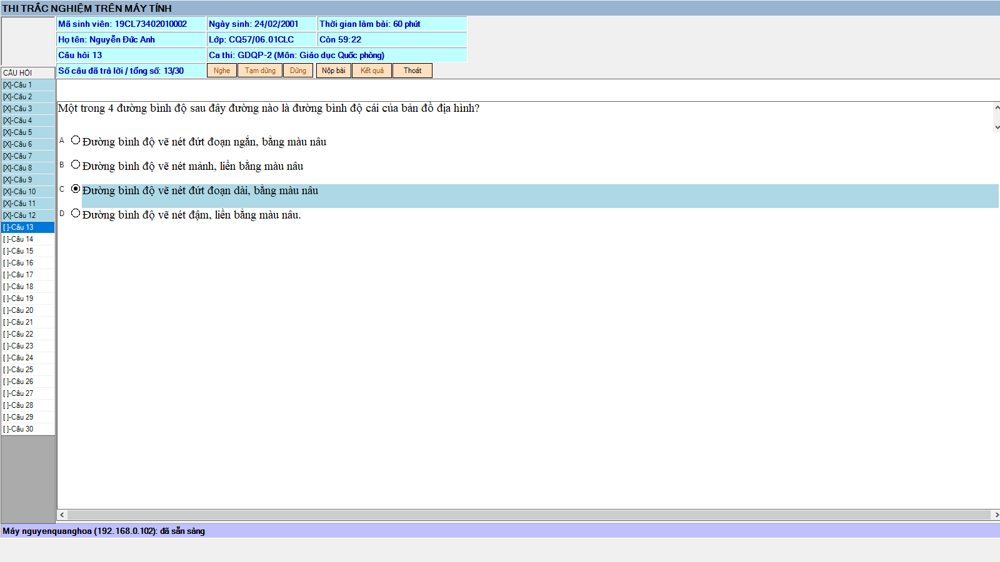 THI TRẮC NGHIỆM TRÊN MÁY TÍNH
Mã sinh viên: 19CL73402010002
Ngày sinh: 24/02/2001
Thời gian làm bài: 60 phút
Họ tên: Nguyễn Đức Anh
Lớp: CQ57/06.01CLC
Còn 59:22
Câu hỏi 13
Ca thi: GDQP-2 (Môn: Giáo dục Quốc phòng)
Số câu đã trả lời / tổng số: 13/30
Nghe
Tạm dừng
Dừng
Nộp bài
Kết quả
Thoát
CÂU HỎI
[X]-Câu 1
[X]-Câu 2
[X]-Câu 3
[X]-Câu 4
[X]-Câu 5
[X]-Câu 6
[X]-Câu 7
[X]-Câu 8
[X]-Câu 9
[X]-Câu 10
[X]-Câu 11
[X]-Câu 12
[ ]-Câu 13
[ ]-Câu 14
[ ]-Câu 15
[ ]-Câu 16
[ ]-Câu 17
[ ]-Câu 18
[ ]-Câu 19
[ ]-Câu 20
[ ]-Câu 21
[ ]-Câu 22
[ ]-Câu 23
[ ]-Câu 24
[ ]-Câu 25
[ ]-Câu 26
[ ]-Câu 27
[ ]-Câu 28
[ ]-Câu 29
[ ]-Câu 30
Một trong 4 đường bình độ sau đây đường nào là đường bình độ cái của bản đồ địa hình?
A Đường bình độ vẽ nét đứt đoạn ngắn, bằng màu nâu
B Đường bình độ vẽ nét mảnh, liền bằng màu nâu
C Đường bình độ vẽ nét đứt đoạn dài, bằng màu nâu
D Đường bình độ vẽ nét đậm, liền bằng màu nâu.
Máy nguyenquanghoa (192.168.0.102): đã sẵn sàng